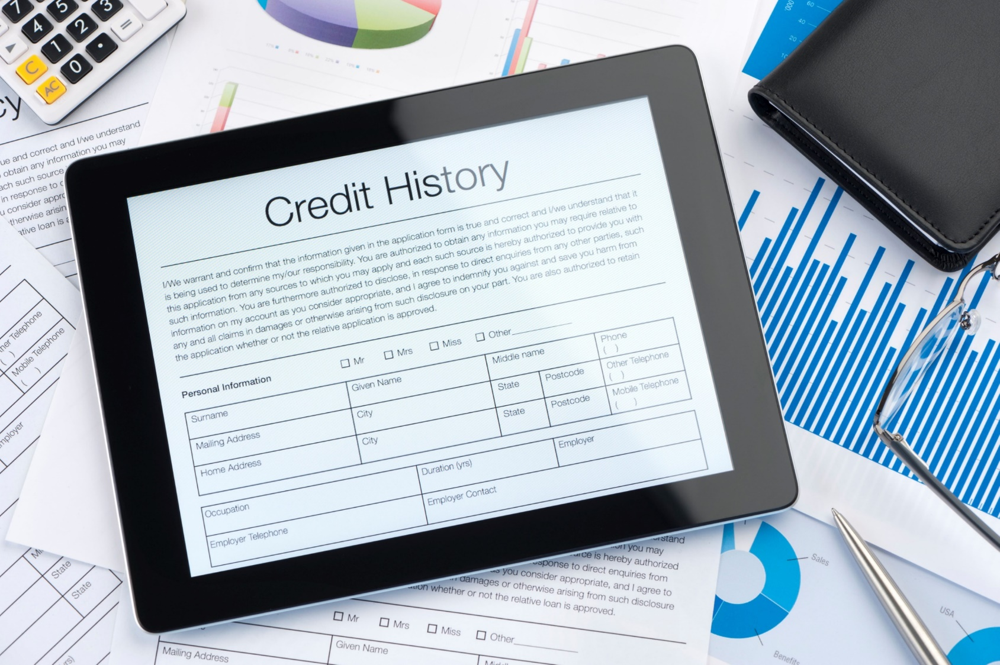 7
5
3
4
2
=
1
.
C
0
AC
cy
ue and correct and I/we understand
obtain any information you may
ach such source
in response to
u consider appr
therwise arisin
ative loan is
60
40
20
Credit History
I/We warrant and confirm that the information given in the application form is true and correct and I/we understand that it
is being used to determine my/our responsibility. You are authorized to obtain any information you may require relative to
this application from any sources to which you may apply and each such source is hereby authorized to provide you with
such information. You are furthermore authorized to disclose, in response to direct enquiries from any other parties, such
information on my account as you consider appropriate, and I agree to indemnify you against and save you harm from
any and all claims in damages or otherwise arising from such disclosure on your part. You are also authorized to retain
the application whether or not the relative application is approved.
Personal Information
Mr Mrs Miss Other
Surname Given Name Middle name Phone
( )
Mailing Address City State Postcode Other Telephone
( )
Home Address City State Postcode Mobile Telephone
( )
Occupation Duration (yrs) Employer
Employer Telephone Employer Contact
her Telephone
( )
Mobile Telephone
( )
mployer
State
State
yrs)
rstand
on you may
rce is hereby authorized
sponse to direct enquiries from
s you consider appropriate, and I agree to
n damages or otherwise arising from such disclosure
ation whether or not the relative loan is approved.
Mr Mrs Miss Other
Mailing Address Given Name
Sales
Benefits
USA